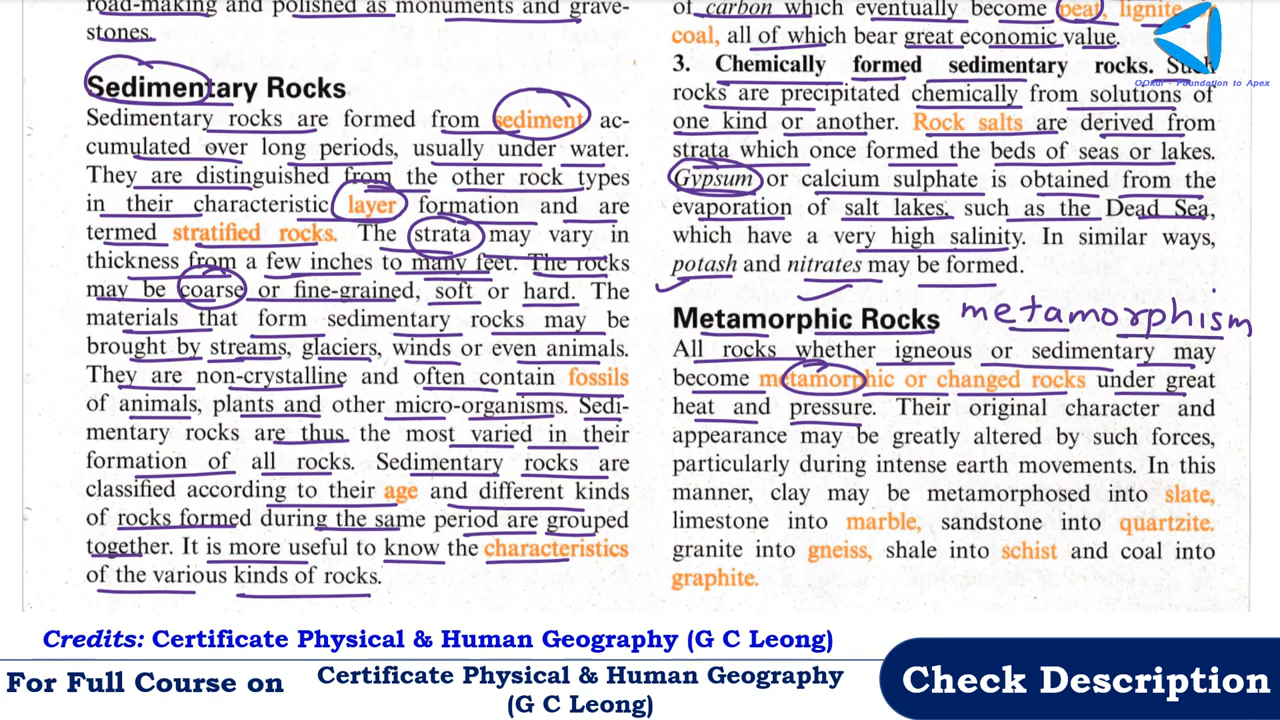 road-making and polished as monuments and grave-
stones.
Sedimentary Rocks
Sedimentary rocks are formed from sediment ac-
cumulated over long periods, usually under water.
They are distinguished from the other rock types
in their characteristic layer formation and are
termed stratified rocks. The strata may vary in
thickness from a few inches to many feet. The rocks
may be coarse or fine-grained, soft or hard. The
materials that form sedimentary rocks may be
brought by streams, glaciers, winds or even animals.
They are non-crystalline and often contain fossils
of animals, plants and other micro-organisms. Sedi-
mentary rocks are thus the most varied in their
formation of all rocks. Sedimentary rocks are
classified according to their age and different kinds
of rocks formed during the same period are grouped
together. It is more useful to know the characteristics
of the various kinds of rocks.
of carbon which eventually become peat, lignite
coal, all of which bear great economic value.
3. Chemically formed sedimentary rocks. Such
rocks are precipitated chemically from solutions of
one kind or another. Rock salts are derived from
strata which once formed the beds of seas or lakes.
Gypsum or calcium sulphate is obtained from the
evaporation of salt lakes, such as the Dead Sea,
which have a very high salinity. In similar ways,
potash and nitrates may be formed.
Metamorphic Rocks
metamorphism
All rocks whether igneous or sedimentary may
become metamorphic or changed rocks under great
heat and pressure. Their original character and
appearance may be greatly altered by such forces,
particularly during intense earth movements. In this
manner, clay may be metamorphosed into slate,
limestone into marble, sandstone into quartzite.
granite into gneiss, shale into schist and coal into
graphite.
- Foundation to Apex
Credits: Certificate Physical & Human Geography (G C Leong)
For Full Course on
Certificate Physical & Human Geography
(G C Leong)
Check Description